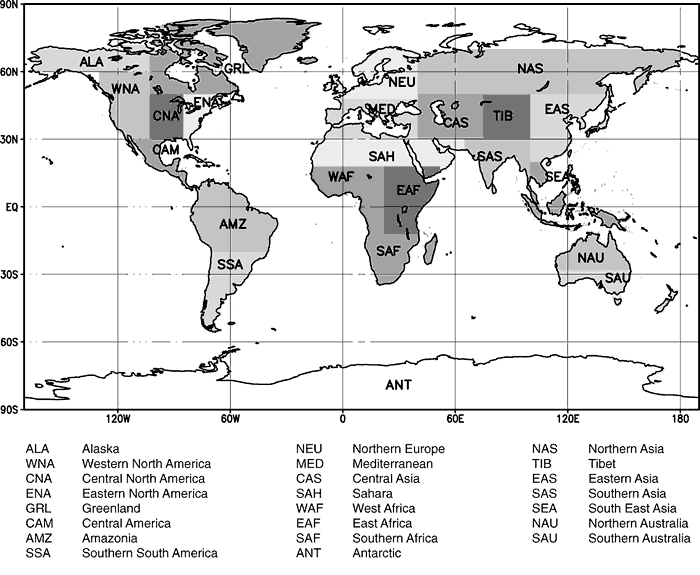 90N
ALA
GRL
NAS
60N
WNA
NEU
ENA
CNA
MED
CAS
TIB
EAS
30N
CAM
SAH
SAS
WAF
EAF
SEA
EQ
AMZ
SAF
NAU
SSA
SAU
30S
60S
ANT
90S
120W 60W 0 60E 120E 180
ALA Alaska NEU Northern Europe NAS Northern Asia
WNA Western North America MED Mediterranean TIB Tibet
CNA Central North America CAS Central Asia EAS Eastern Asia
ENA Eastern North America SAH Sahara SAS Southern Asia
GRL Greenland WAF West Africa SEA South East Asia
CAM Central America EAF East Africa NAU Northern Australia
AMZ Amazonia SAF Southern Africa SAU Southern Australia
SSA Southern South America ANT Antarctic